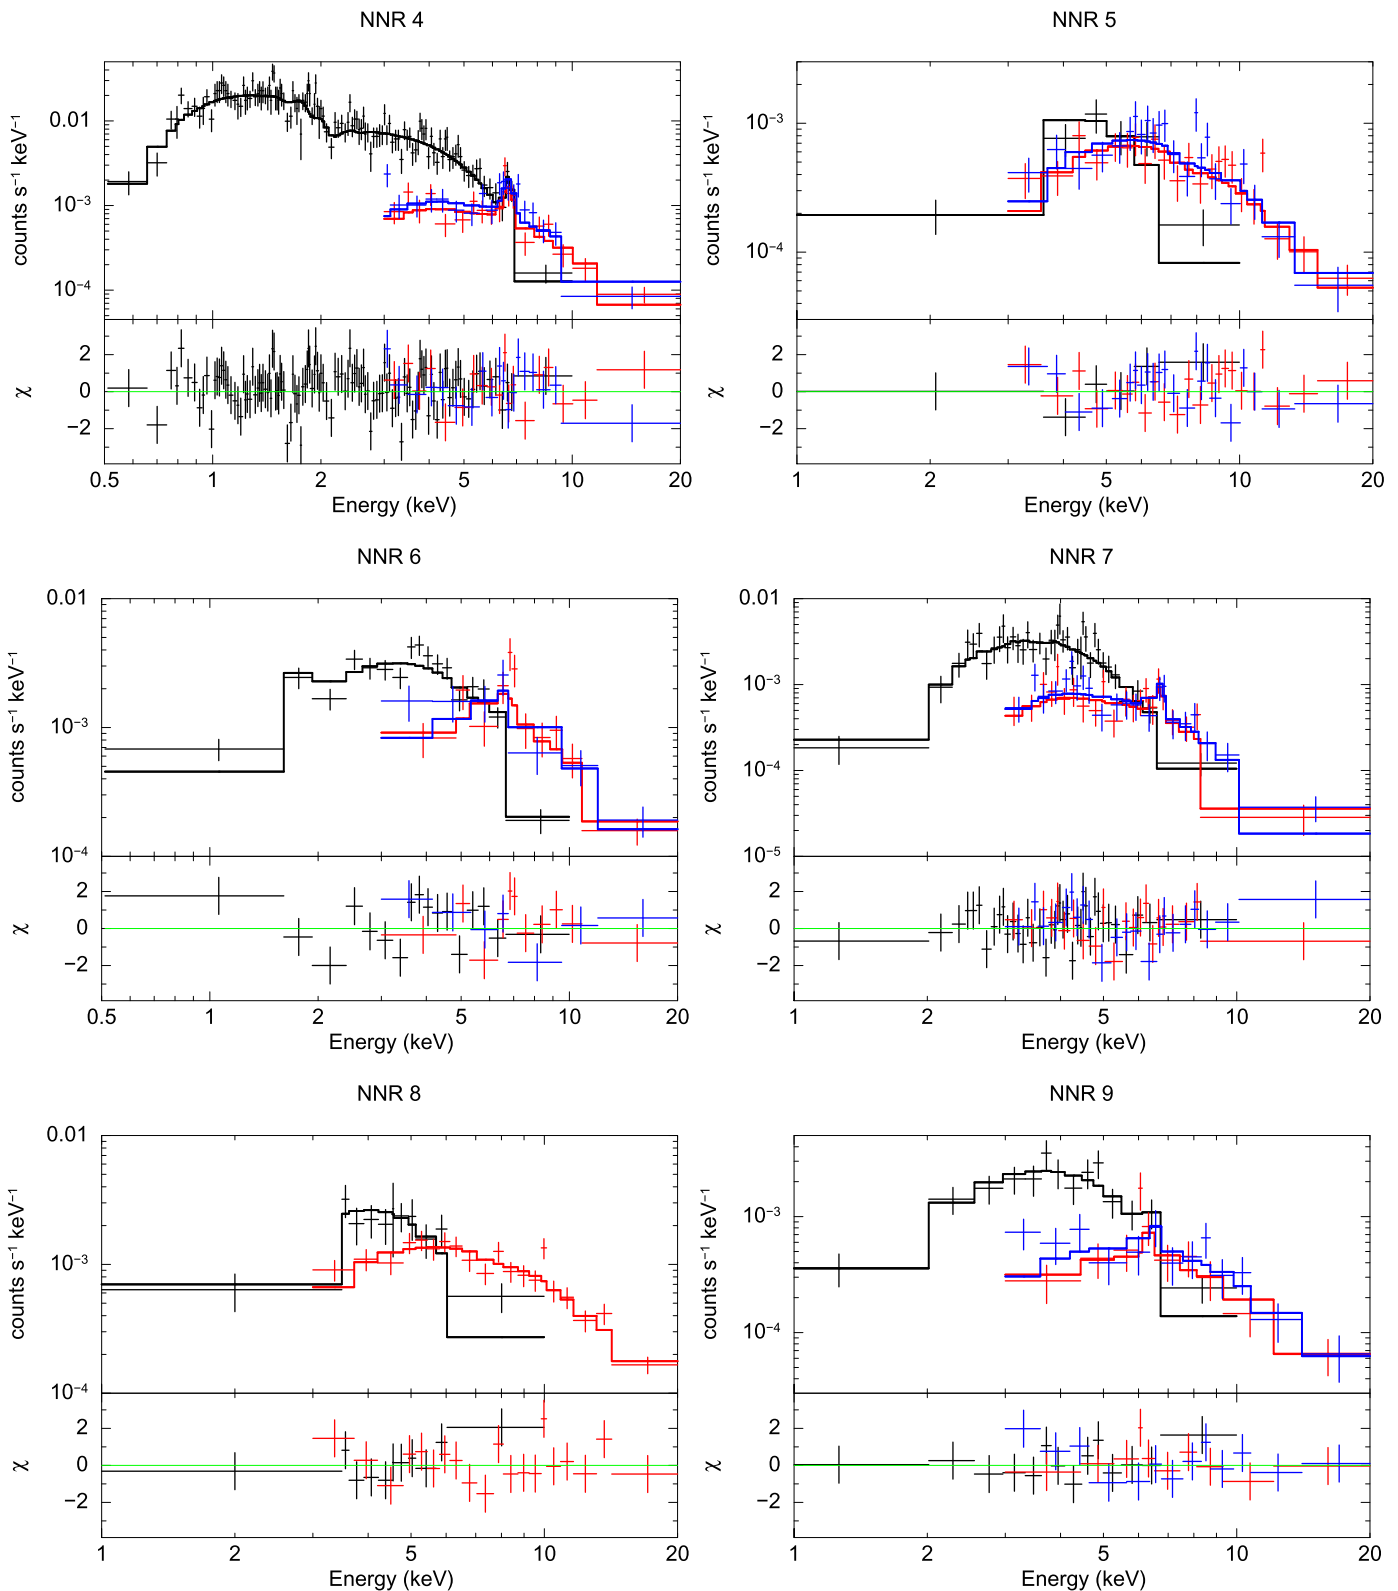 NNR 4
0.01
10⁻³
10⁻⁴
counts s⁻¹ keV⁻¹
2
0
−2
χ
0.5 1 2 5 10 20
Energy (keV)
NNR 5
10⁻³
10⁻⁴
counts s⁻¹ keV⁻¹
2
0
−2
χ
1 2 5 10 20
Energy (keV)
NNR 6
0.01
10⁻³
10⁻⁴
counts s⁻¹ keV⁻¹
2
0
−2
χ
0.5 1 2 5 10 20
Energy (keV)
NNR 7
0.01
10⁻³
10⁻⁴
10⁻⁵
counts s⁻¹ keV⁻¹
2
0
−2
χ
1 2 5 10 20
Energy (keV)
NNR 8
0.01
10⁻³
10⁻⁴
counts s⁻¹ keV⁻¹
2
0
−2
χ
1 2 5 10 20
Energy (keV)
NNR 9
10⁻³
10⁻⁴
counts s⁻¹ keV⁻¹
2
0
−2
χ
1 2 5 10 20
Energy (keV)